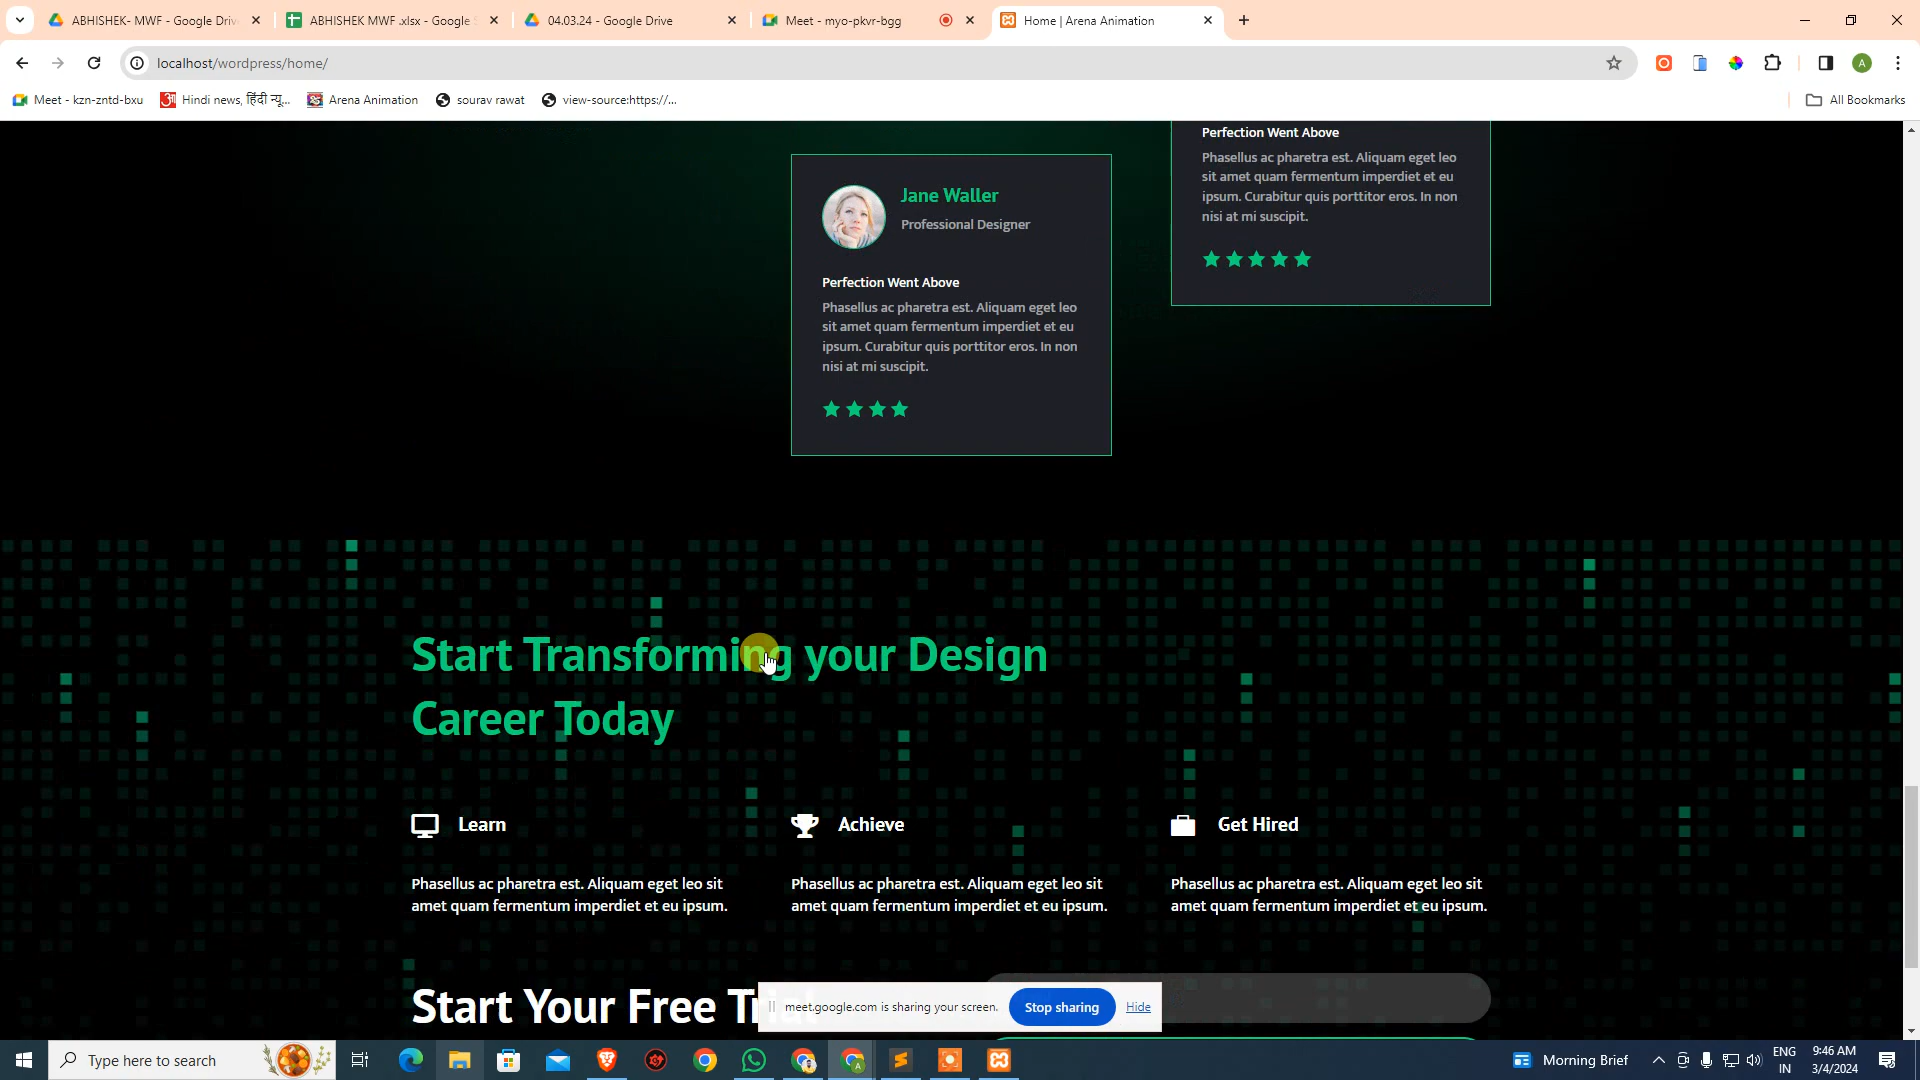 ABHISHEK- MWF - Google Driv
ABHISHEK MWF .xlsx - Google S
04.03.24 - Google Drive
Meet - myo-pkvr-bgg
Home | Arena Animation
localhost/wordpress/home/
A
Meet - kzn-zntd-bxu
Hindi news, हिंदी न्यू...
Arena Animation
sourav rawat
view-source:https://...
All Bookmarks
Perfection Went Above
Phasellus ac pharetra est. Aliquam eget leo
sit amet quam fermentum imperdiet et eu
ipsum. Curabitur quis porttitor eros. In non
nisi at mi suscipit.
Jane Waller
Professional Designer
Perfection Went Above
Phasellus ac pharetra est. Aliquam eget leo
sit amet quam fermentum imperdiet et eu
ipsum. Curabitur quis porttitor eros. In non
nisi at mi suscipit.
Start Transforming your Design
Career Today
Learn
Phasellus ac pharetra est. Aliquam eget leo sit
amet quam fermentum imperdiet et eu ipsum.
Achieve
Phasellus ac pharetra est. Aliquam eget leo sit
amet quam fermentum imperdiet et eu ipsum.
Get Hired
Phasellus ac pharetra est. Aliquam eget leo sit
amet quam fermentum imperdiet et eu ipsum.
Start Your Free Trial
meet.google.com is sharing your screen.
Stop sharing
Hide
Type here to search
Morning Brief
ENG
IN
9:46 AM
3/4/2024